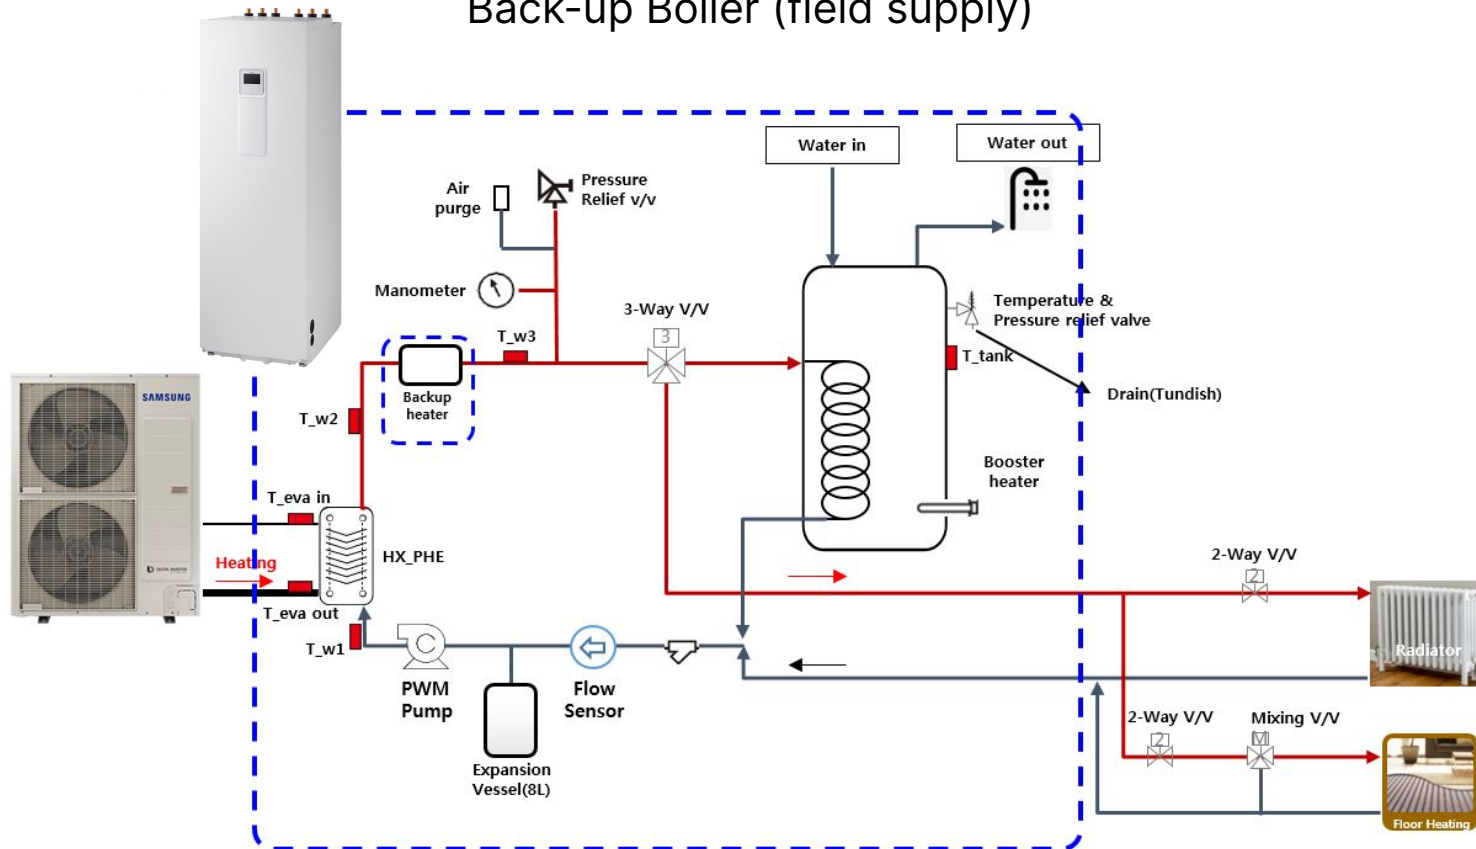 Back-up Boiler (field supply)
Water in
Water out
Air
purge
Pressure
Relief v/v
Manometer
3-Way V/V
3
Temperature &
Pressure relief valve
T_w3
T_tank
Backup
heater
Drain(Tundish)
SAMSUNG
T_w2
Booster
heater
T_eva in
HX_PHE
Heating
T_eva out
2-Way V/V
2
T_w1
C
Radiator
PWM
Pump
Flow
Sensor
2-Way V/V
2
Mixing V/V
M
Expansion
Vessel(8L)
Floor Heating